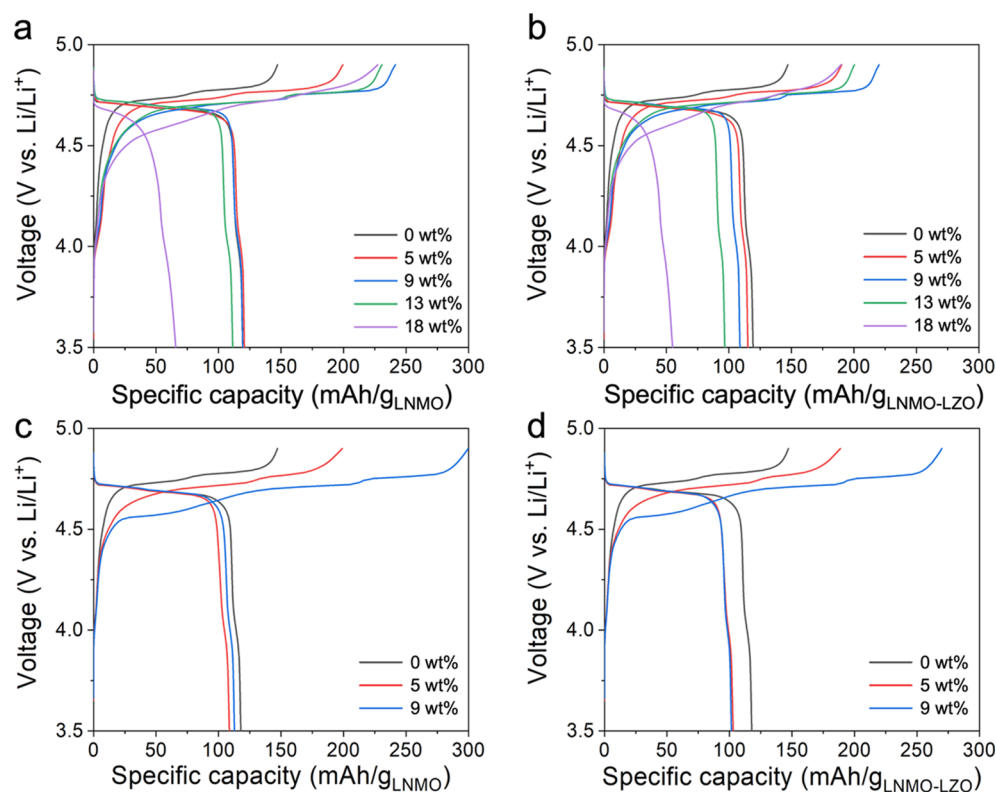 a
5.0
4.5
4.0
3.5
Voltage (V vs. Li/Li⁺)
0 wt%
5 wt%
9 wt%
13 wt%
18 wt%
0 50 100 150 200 250 300
Specific capacity (mAh/g_LNMO)
b
5.0
4.5
4.0
3.5
Voltage (V vs. Li/Li⁺)
0 wt%
5 wt%
9 wt%
13 wt%
18 wt%
0 50 100 150 200 250 300
Specific capacity (mAh/g_LNMO-LZO)
c
5.0
4.5
4.0
3.5
Voltage (V vs. Li/Li⁺)
0 wt%
5 wt%
9 wt%
0 50 100 150 200 250 300
Specific capacity (mAh/g_LNMO)
d
5.0
4.5
4.0
3.5
Voltage (V vs. Li/Li⁺)
0 wt%
5 wt%
9 wt%
0 50 100 150 200 250 300
Specific capacity (mAh/g_LNMO-LZO)